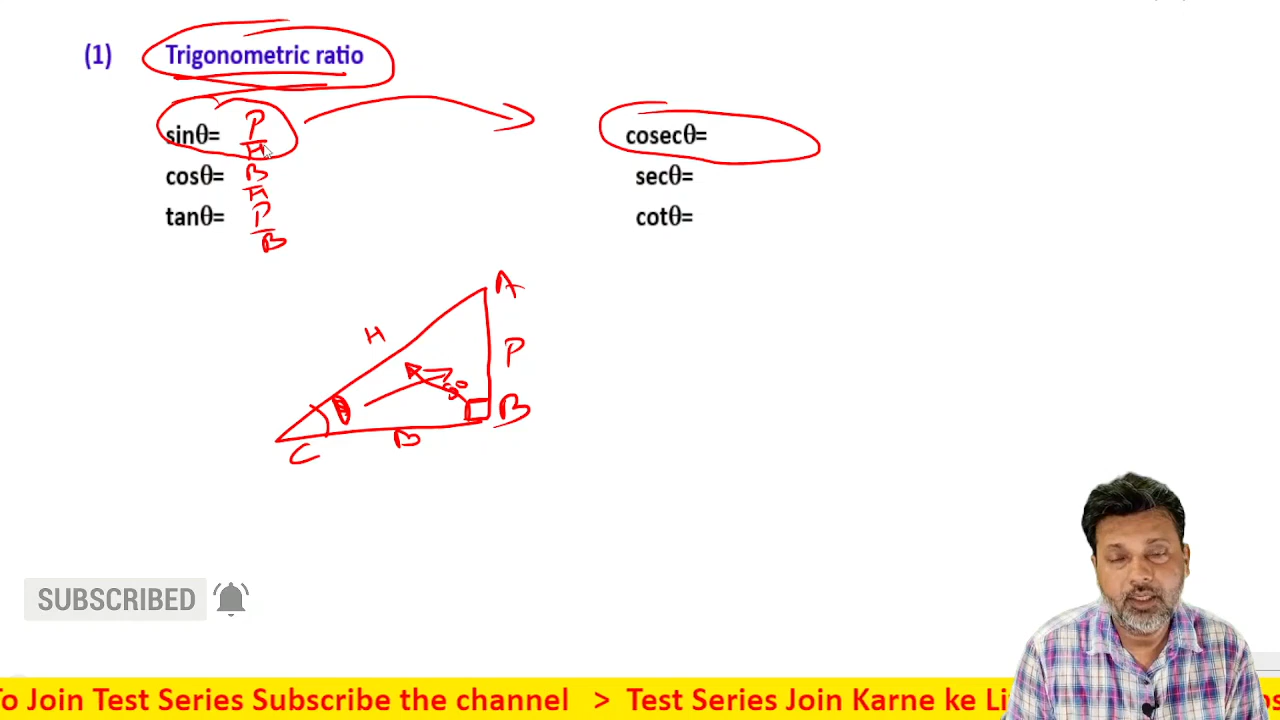 (1) Trigonometric ratio
sinθ= P/H
cosecθ=
cosθ= B/H
secθ=
tanθ= P/B
cotθ=
A
H
P
θ
90°
B
B
C
SUBSCRIBED
To Join Test Series Subscribe the channel > Test Series Join Karne ke Li